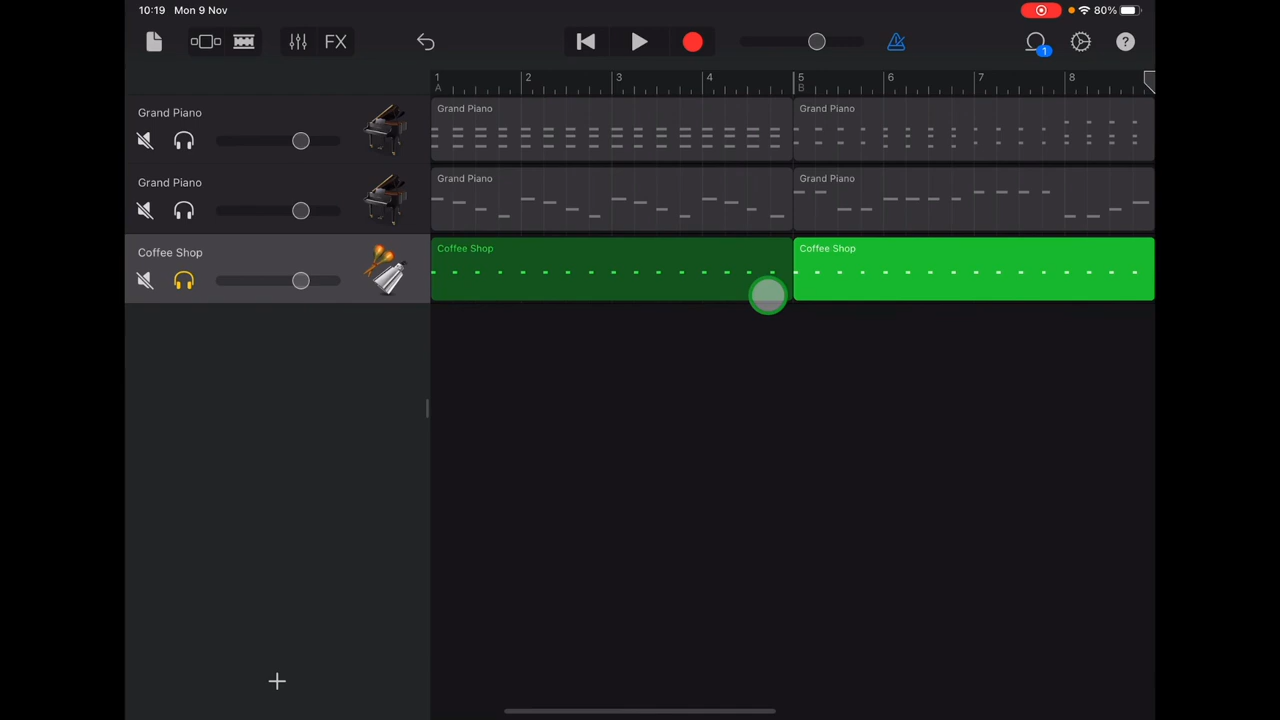 10:19 Mon 9 Nov
80%
FX
1
?
1 2 3 4 5 6 7 8
A B
Grand Piano
Grand Piano Grand Piano
Grand Piano
Grand Piano Grand Piano
Coffee Shop
Coffee Shop Coffee Shop